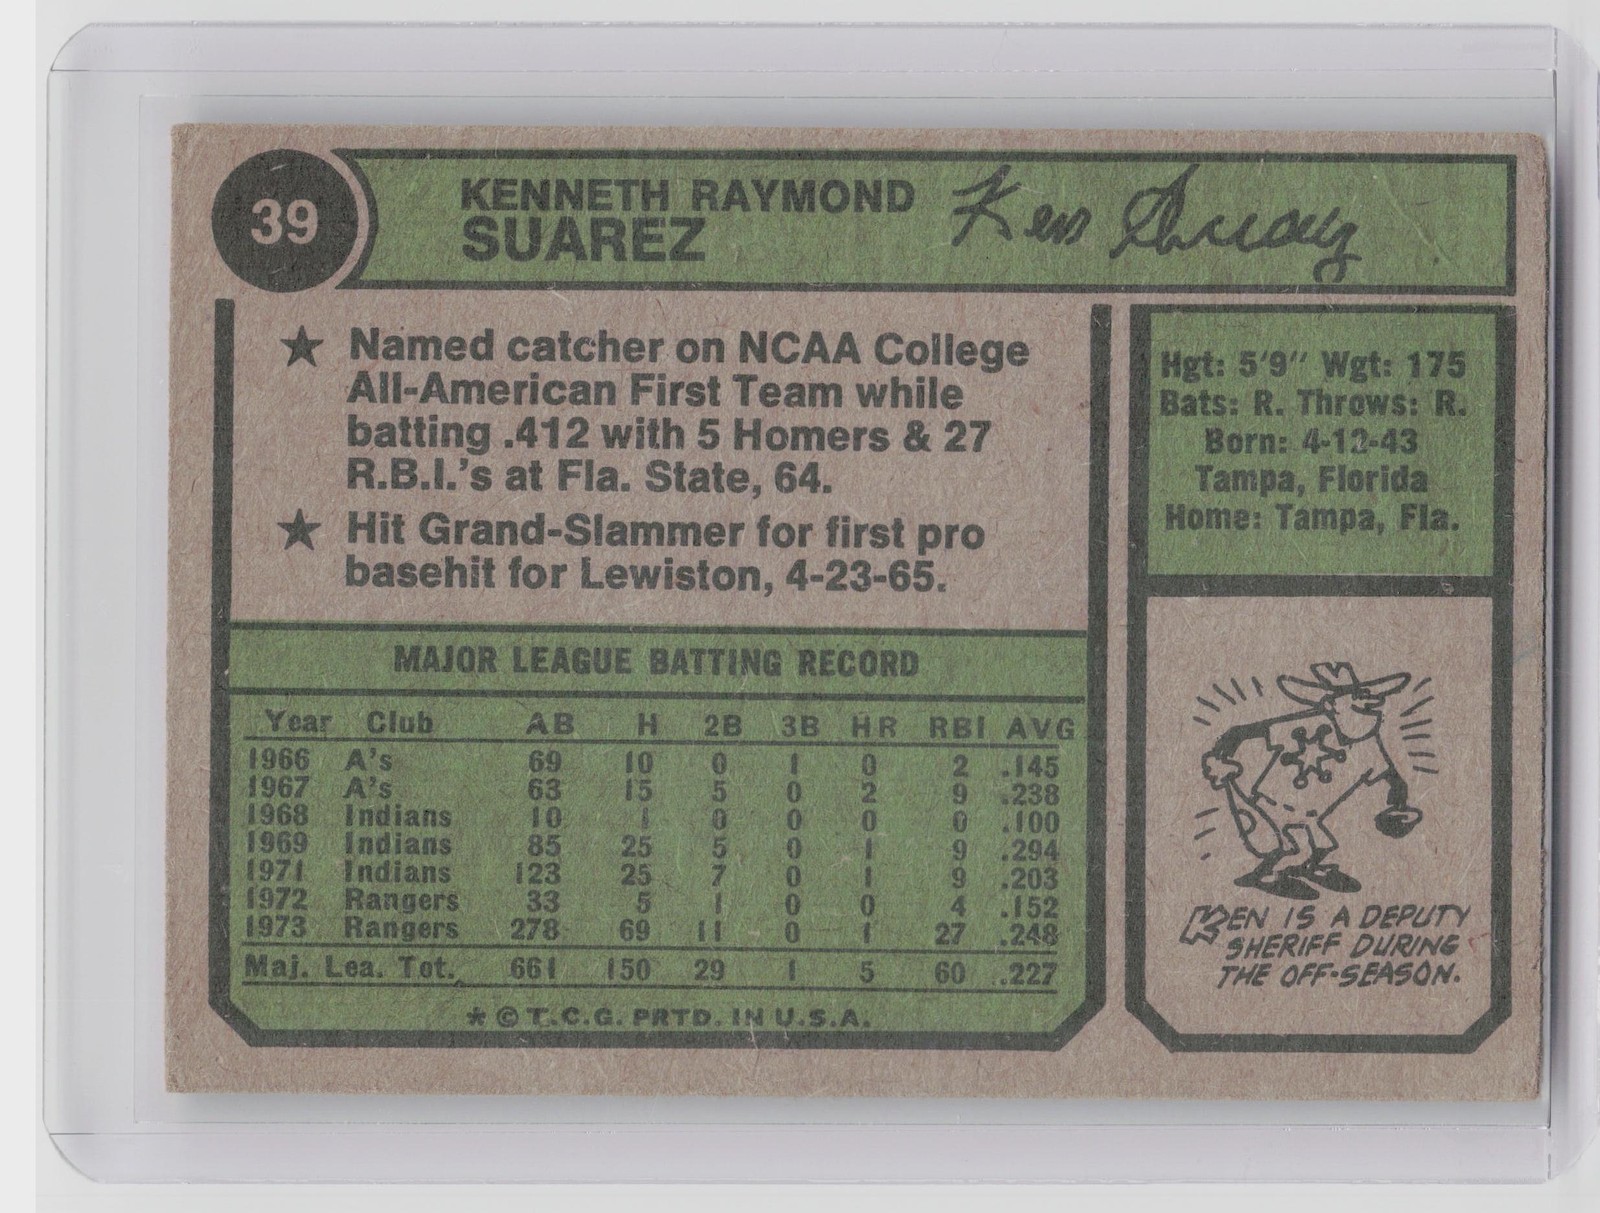 39
KENNETH RAYMOND
SUAREZ
Ken Suarez
★ Named catcher on NCAA College
All-American First Team while
batting .412 with 5 Homers & 27
R.B.I.'s at Fla. State, 64.
★ Hit Grand-Slammer for first pro
basehit for Lewiston, 4-23-65.
Hgt: 5'9" Wgt: 175
Bats: R. Throws: R.
Born: 4-12-43
Tampa, Florida
Home: Tampa, Fla.
MAJOR LEAGUE BATTING RECORD
Year Club AB H 2B 3B HR RBI AVG
1966 A's 69 10 0 1 0 2 .145
1967 A's 63 15 5 0 2 9 .238
1968 Indians 10 1 0 0 0 0 .100
1969 Indians 85 25 5 0 1 9 .294
1971 Indians 123 25 7 0 1 9 .203
1972 Rangers 33 5 1 0 0 4 .152
1973 Rangers 278 69 11 0 1 27 .248
Maj. Lea. Tot. 661 150 29 1 5 60 .227
* © T.C.G. PRTD. IN U.S.A.
KEN IS A DEPUTY
SHERIFF DURING
THE OFF-SEASON.